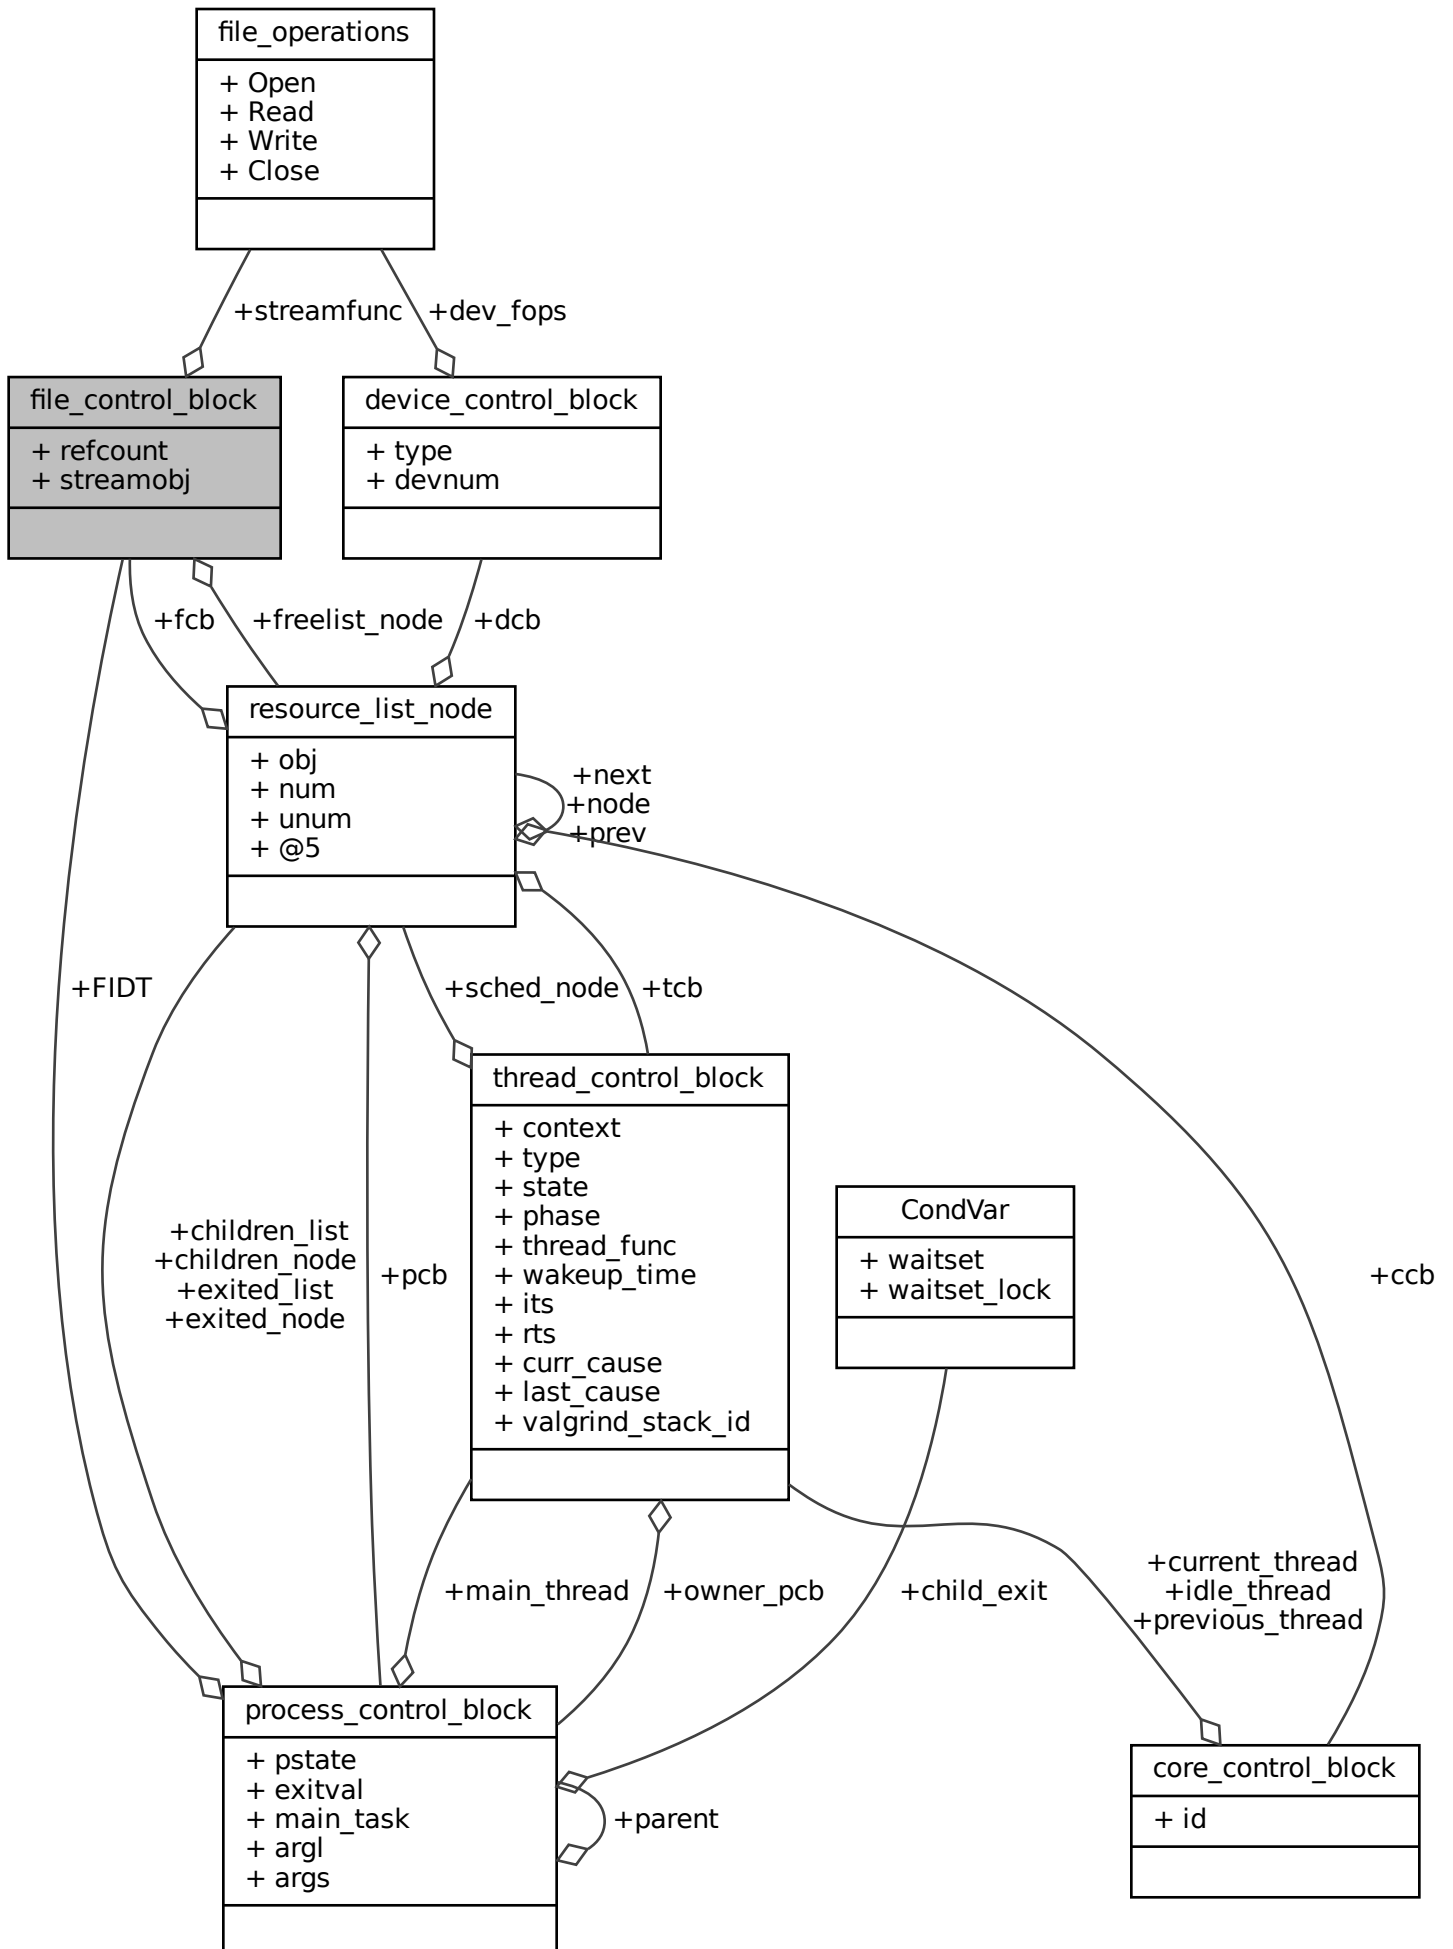 file_operations
+ Open
+ Read
+ Write
+ Close
+streamfunc
+dev_fops
file_control_block
+ refcount
+ streamobj
device_control_block
+ type
+ devnum
+fcb
+freelist_node
+dcb
resource_list_node
+ obj
+ num
+ unum
+ @5
+next
+node
+prev
+FIDT
+sched_node
+tcb
thread_control_block
+ context
+ type
+ state
+ phase
+ thread_func
+ wakeup_time
+ its
+ rts
+ curr_cause
+ last_cause
+ valgrind_stack_id
CondVar
+ waitset
+ waitset_lock
+children_list
+children_node
+exited_list
+exited_node
+pcb
+ccb
+main_thread
+owner_pcb
+child_exit
+current_thread
+idle_thread
+previous_thread
process_control_block
+ pstate
+ exitval
+ main_task
+ argl
+ args
+parent
core_control_block
+ id